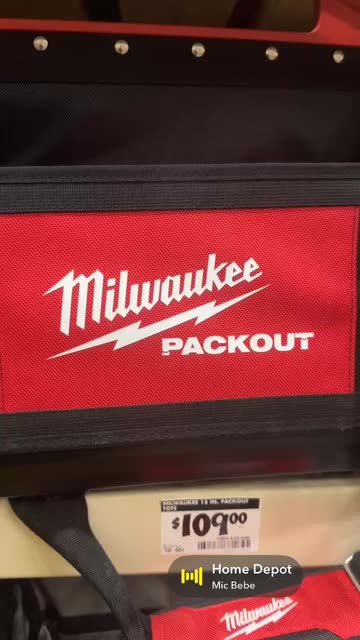 Milwaukee
PACKOUT
MILWAUKEE 15 IN. PACKOUT
TOTE
$109.00
Home Depot
Mic Bebe
Milwaukee